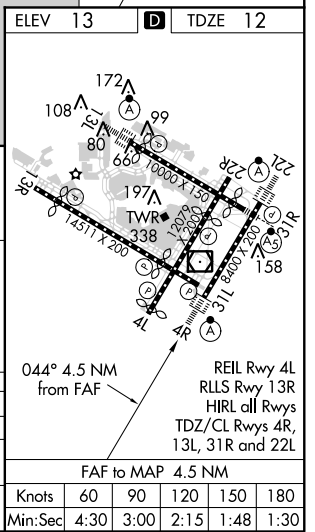 ELEV 13 D TDZE 12
172
A
108
99
13L
80
66
10000 X 150
22R
A
22L
P
13R
P
197
TWR
338
12079 X 200
P
P
31R
A5
158
14511 X 200
P
8400 X 200
P
4L
31L
4R
A
044° 4.5 NM
from FAF
REIL Rwy 4L
RLLS Rwy 13R
HIRL all Rwys
TDZ/CL Rwys 4R,
13L, 31R and 22L
FAF to MAP 4.5 NM
Knots 60 90 120 150 180
Min:Sec 4:30 3:00 2:15 1:48 1:30